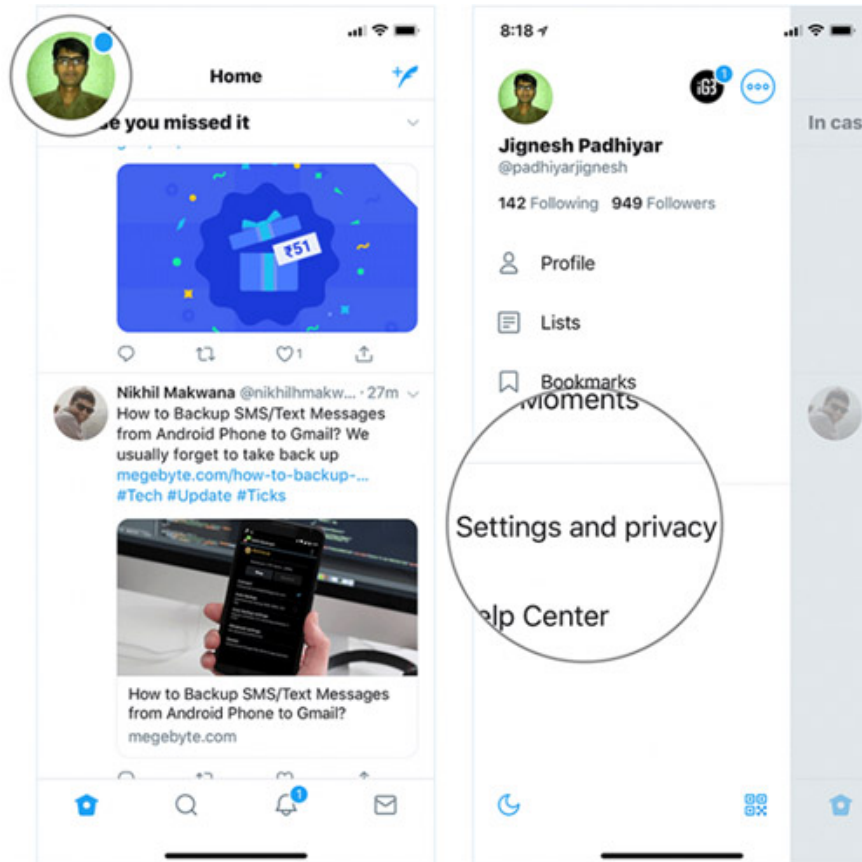 Home
e you missed it
₹51
1
Nikhil Makwana @nikhilhmakw... · 27m
How to Backup SMS/Text Messages
from Android Phone to Gmail? We
usually forget to take back up
megebyte.com/how-to-backup-...
#Tech #Update #Ticks
How to Backup SMS/Text Messages
from Android Phone to Gmail?
megebyte.com
1
8:18
iGB
1
Jignesh Padhiyar
@padhiyarjignesh
142 Following 949 Followers
Profile
Lists
Bookmarks
Moments
Settings and privacy
elp Center
In cas